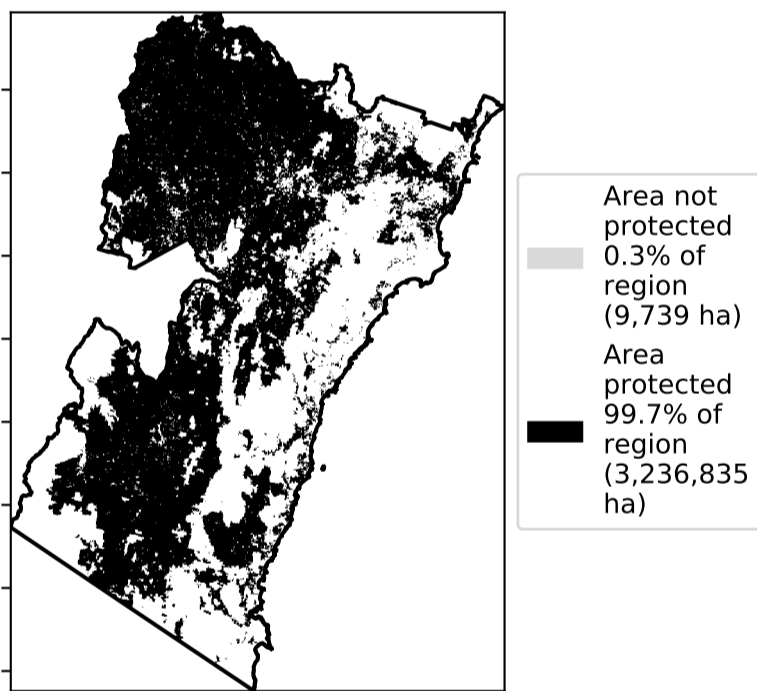 Area not
protected
0.3% of
region
(9,739 ha)
Area
protected
99.7% of
region
(3,236,835
ha)